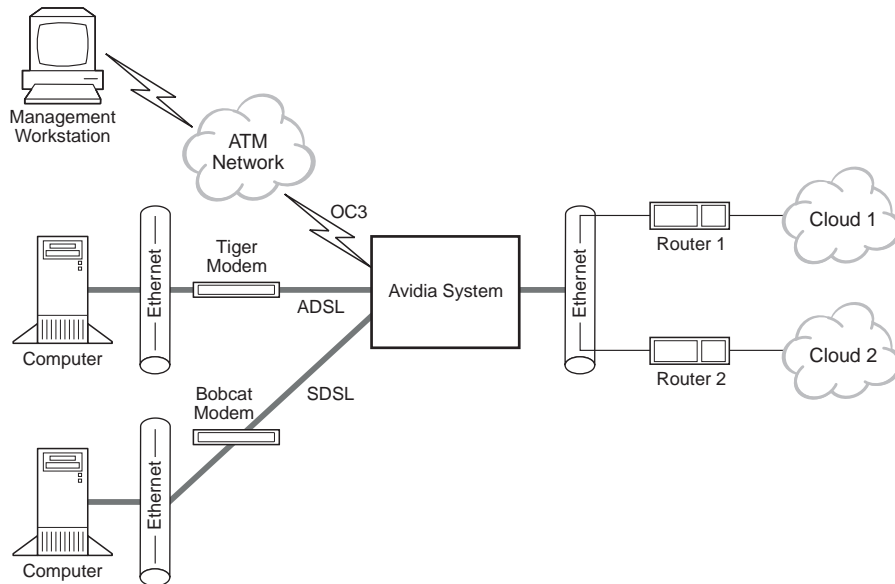 Management
Workstation
ATM
Network
OC3
Tiger
Modem
Ethernet
Computer
ADSL
Avidia System
Ethernet
Router 1
Cloud 1
Router 2
Cloud 2
Bobcat
Modem
SDSL
Ethernet
Computer